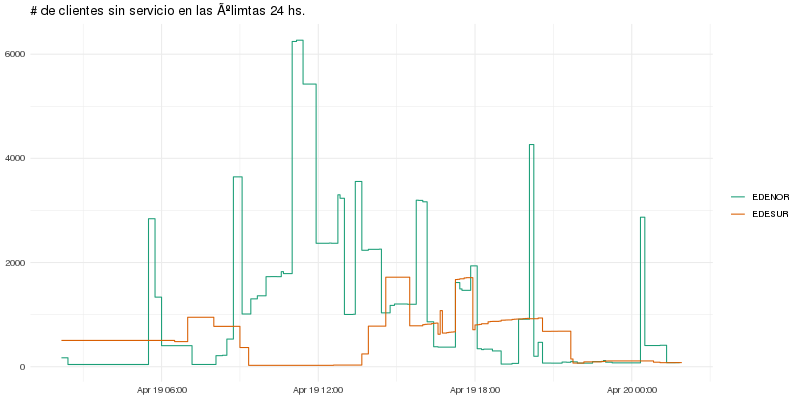 # de clientes sin servicio en las Ãºlimtas 24 hs.
6000
4000
2000
0
Apr 19 06:00
Apr 19 12:00
Apr 19 18:00
Apr 20 00:00
EDENOR
EDESUR